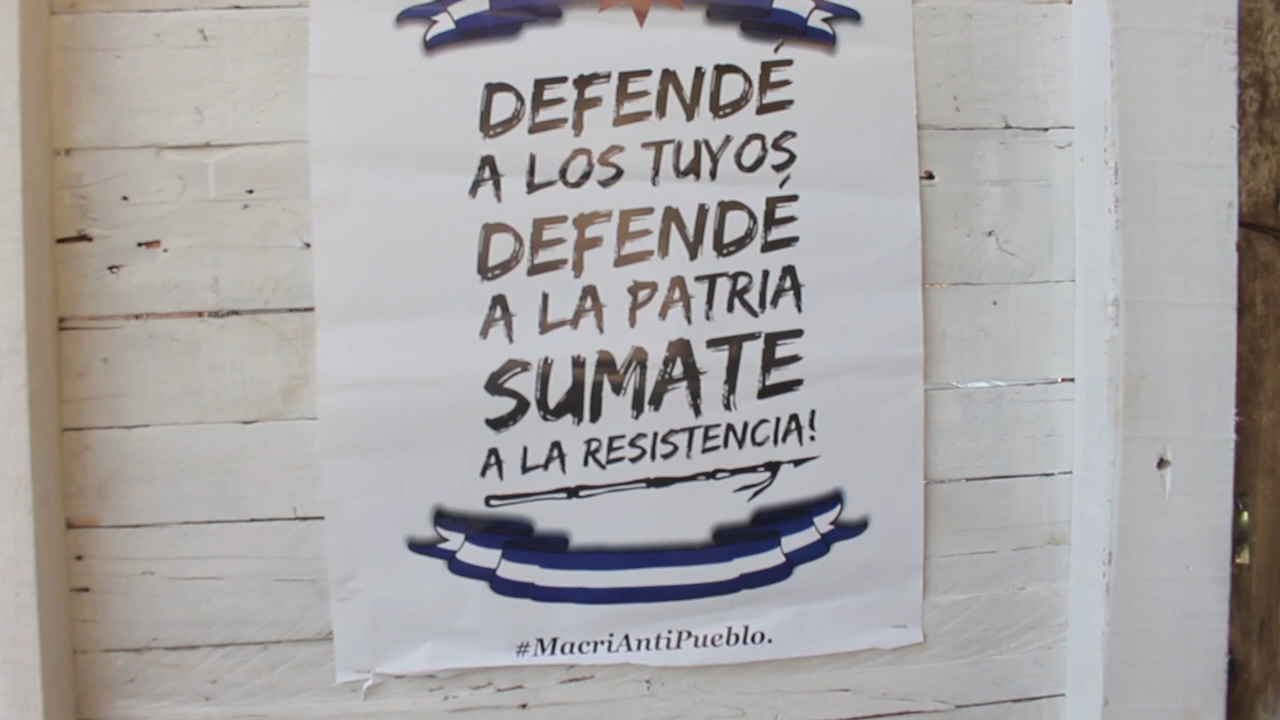 DEFENDÉ
A LOS TUYOS
DEFENDÉ
A LA PATRIA
SUMATE
A LA RESISTENCIA!
#MacriAntiPueblo.